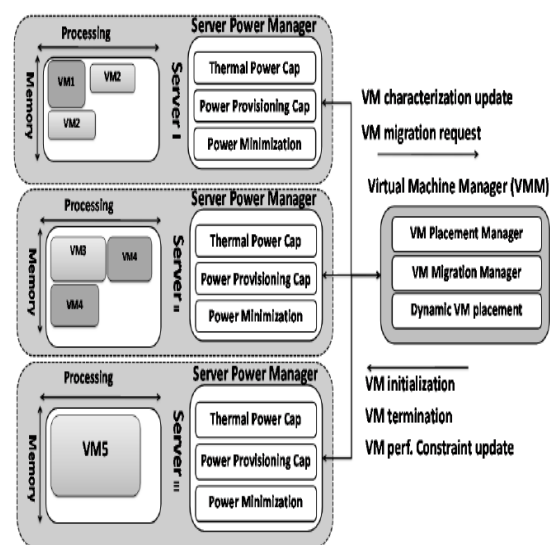 Processing
Memory
VM1
VM2
VM2
Server I
Server Power Manager
Thermal Power Cap
Power Provisioning Cap
Power Minimization
Processing
Memory
VM3
VM4
VM4
Server II
Server Power Manager
Thermal Power Cap
Power Provisioning Cap
Power Minimization
Processing
Memory
VM5
Server III
Server Power Manager
Thermal Power Cap
Power Provisioning Cap
Power Minimization
VM characterization update
VM migration request
Virtual Machine Manager (VMM)
VM Placement Manager
VM Migration Manager
Dynamic VM placement
VM initialization
VM termination
VM perf. Constraint update